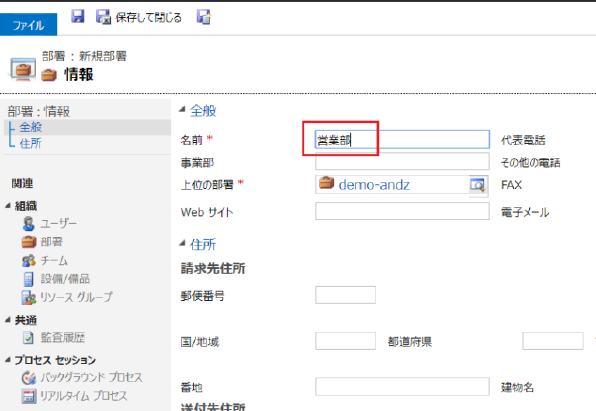 ファイル 保存して閉じる
部署 : 新規部署
情報
部署 : 情報
全般
住所
関連
組織
ユーザー
部署
チーム
設備/備品
リソース グループ
共通
監査履歴
プロセス セッション
バックグラウンド プロセス
リアルタイム プロセス
全般
名前 * 営業部 代表電話
事業部 その他の電話
上位の部署 * demo-andz FAX
Web サイト 電子メール
住所
請求先住所
郵便番号
国/地域 都道府県
番地 建物名
送付先住所